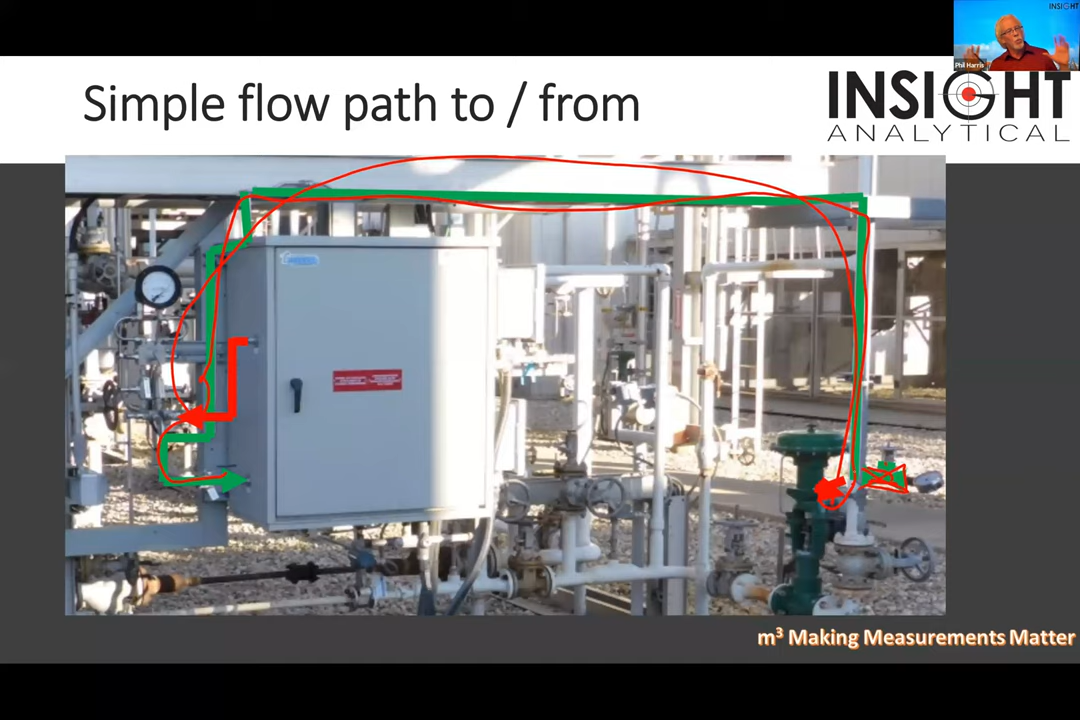 INSIGHT
Phil Harris
Simple flow path to / from
INSIGHT
ANALYTICAL
m³ Making Measurements Matter